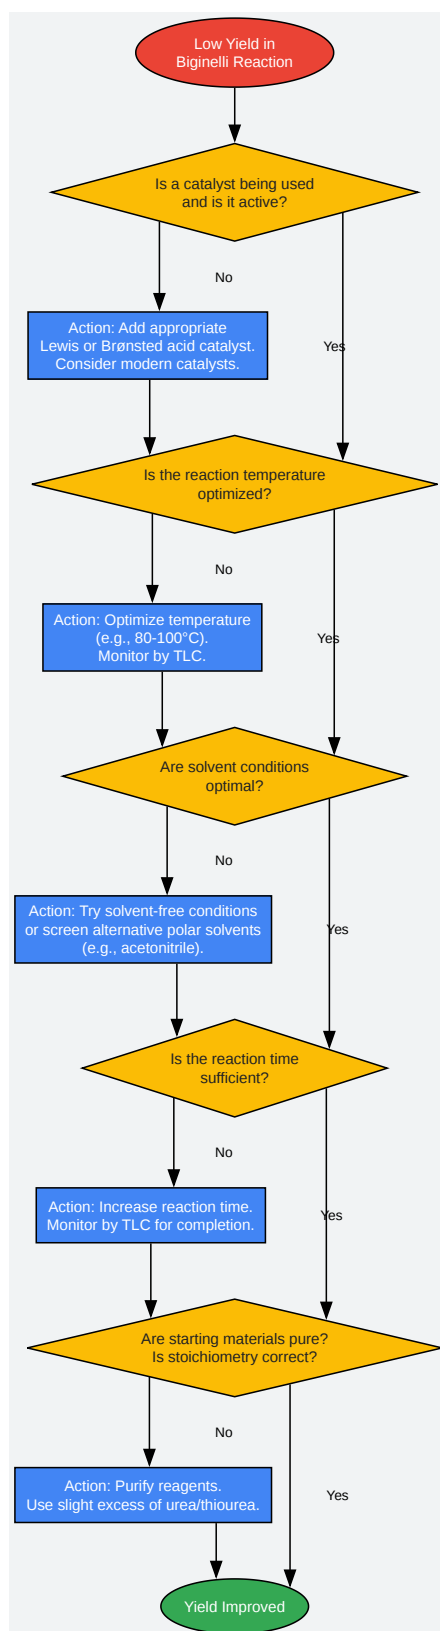 Low Yield in
Biginelli Reaction
Is a catalyst being used
and is it active?
No
Action: Add appropriate
Lewis or Brønsted acid catalyst.
Consider modern catalysts.
Yes
Is the reaction temperature
optimized?
No
Action: Optimize temperature
(e.g., 80-100°C).
Monitor by TLC.
Yes
Are solvent conditions
optimal?
No
Action: Try solvent-free conditions
or screen alternative polar solvents
(e.g., acetonitrile).
Yes
Is the reaction time
sufficient?
No
Action: Increase reaction time.
Monitor by TLC for completion.
Yes
Are starting materials pure?
Is stoichiometry correct?
No
Action: Purify reagents.
Use slight excess of urea/thiourea.
Yes
Yield Improved